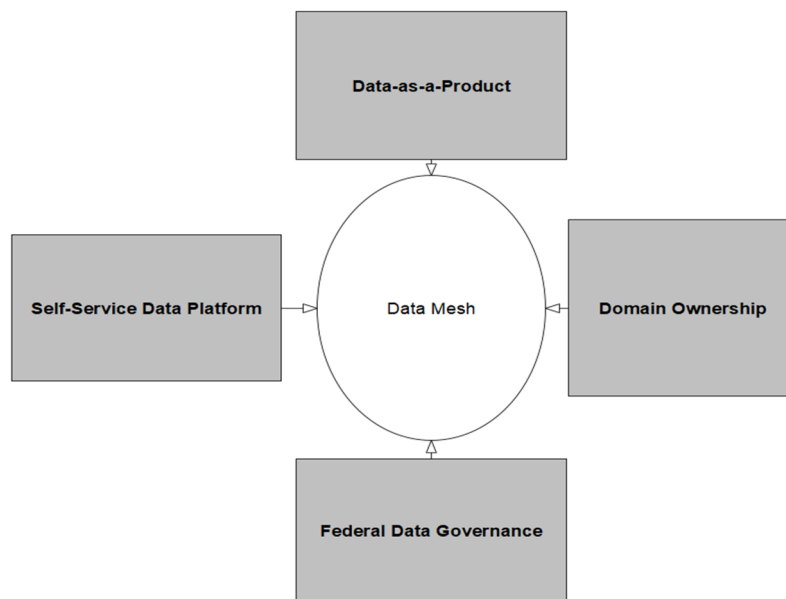 Data-as-a-Product
Self-Service Data Platform
Data Mesh
Domain Ownership
Federal Data Governance